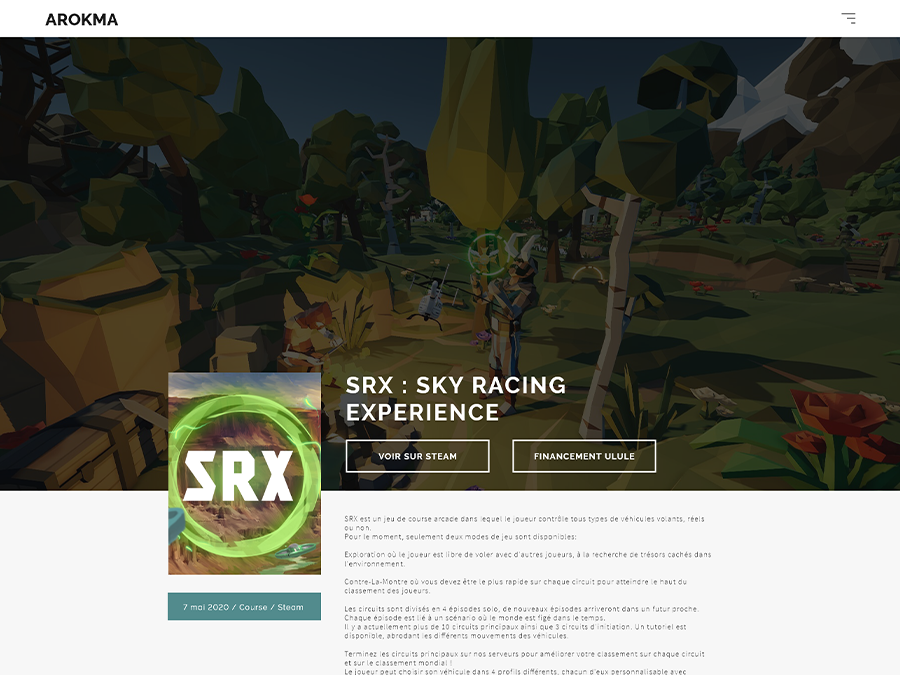 AROKMA
SRX : SKY RACING
EXPERIENCE
VOIR SUR STEAM
FINANCEMENT ULULE
SRX
7 mai 2020 / Course / Steam
SRX est un jeu de course arcade dans lequel le joueur contrôle tous types de véhicules volants, réels
ou non.
Pour le moment, seulement deux modes de jeu sont disponibles:
Exploration où le joueur est libre de voler avec d'autres joueurs, à la recherche de trésors cachés dans
l'environnement.
Contre-La-Montre où vous devez être le plus rapide sur chaque circuit pour atteindre le haut du
classement des joueurs.
Les circuits sont divisés en 4 épisodes solo, de nouveaux épisodes arriveront dans un futur proche.
Chaque épisode est lié à un scénario où le monde est figé dans le temps.
Il y a actuellement plus de 10 circuits principaux ainsi que 3 circuits d'initiation. Un tutoriel est
disponible, abrodant les différents mouvements des véhicules.
Terminez les circuits principaux sur nos serveurs pour améliorer votre classement sur chaque circuit
et sur le classement mondial !
Le joueur peut choisir son véhicule dans 4 profils différents, chacun d'eux personnalisable avec